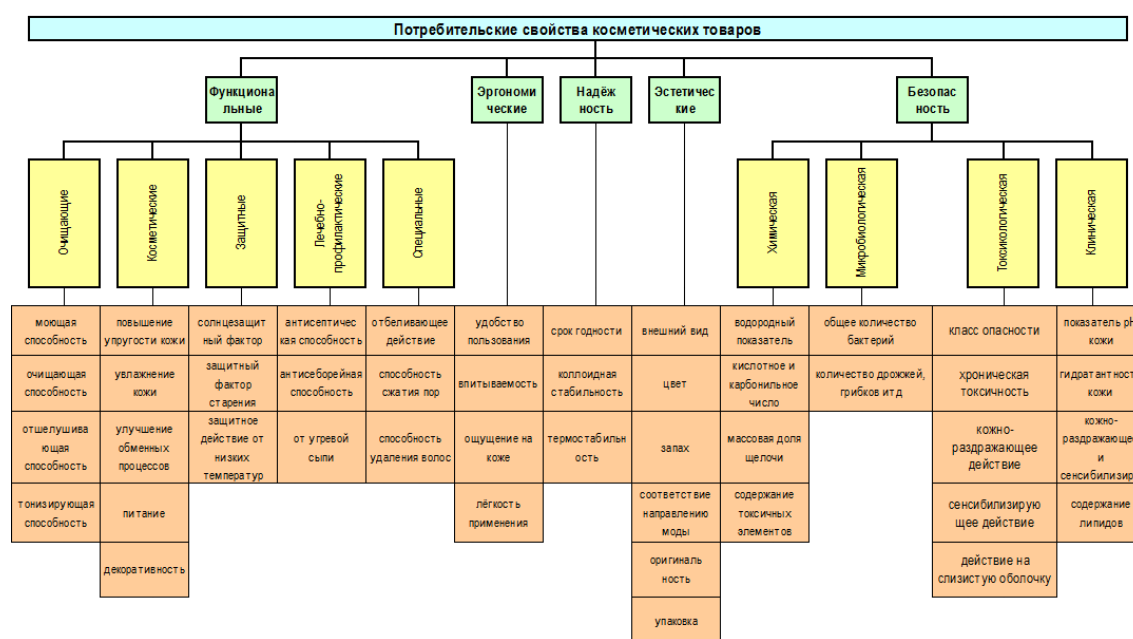 Потребительские свойства косметических товаров
Функциона
льные
Эргономи
ческие
Надёж
ность
Эстетичес
кие
Безопас
ность
Очищающие
Косметические
Защитные
Лечебно-
профилактические
Специальные
Химическая
Микробиологическая
Токсикологическая
Клиническая
моющая
способность
очищающая
способность
отшелушива
ющая
способность
тонизирующая
способность
повышение
упругости кожи
увлажнение
кожи
улучшение
обменных
процессов
питание
декоративность
солнцезащит
ный фактор
защитный
фактор
старения
защитное
действие от
низких
температур
антисептичес
кая способность
антисеборейная
способность
от угревой
сыпи
отбеливающее
действие
способность
сжатия пор
способность
удаления волос
удобство
пользования
впитываемость
ощущение на
коже
лёгкость
применения
срок годности
коллоидная
стабильность
термостабильн
ость
внешний вид
цвет
запах
соответствие
направлению
моды
оригиналь
ность
упаковка
водородный
показатель
кислотное и
карбонильное
число
массовая доля
щелочи
содержание
токсичных
элементов
общее количество
бактерий
количество дрожжей,
грибков итд
класс опасности
хроническая
токсичность
кожно-
раздражающее
действие
сенсибилизирую
щее действие
действие на
слизистую оболочку
показатель pH
кожи
гидратантность
кожи
кожно-
раздражающее
и
сенсибилизир
содержание
липидов